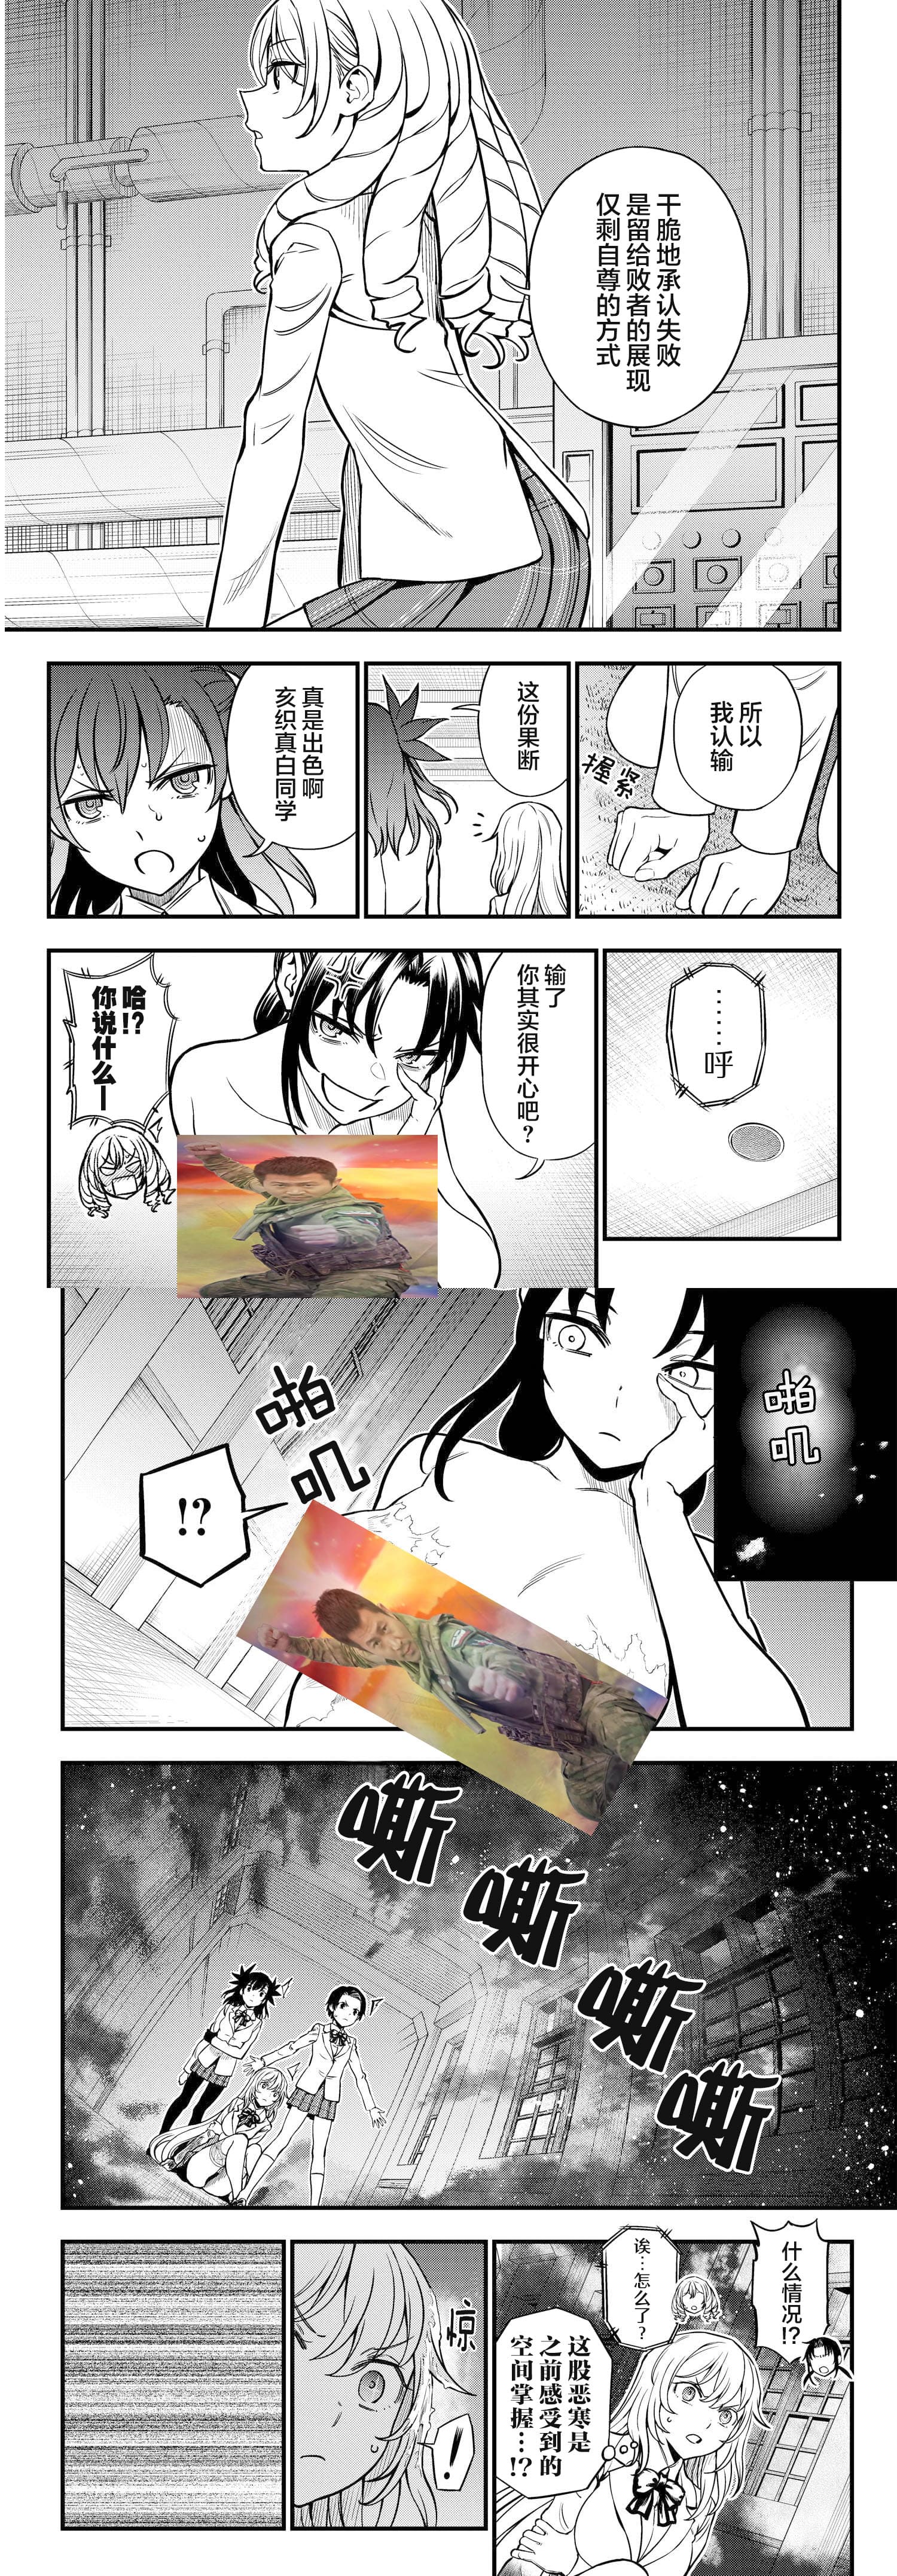 干脆地承认失败
是留给败者的展现
仅剩自尊的方式
所以
我认输
握紧
这份果断
真是出色啊
亥织真白同学
……呼
输了
你其实很开心吧？
哈!?
你说什么—
啪叽
啪叽
!?
嘶
嘶
嘶
嘶
什么情况!?
诶…怎么了？
这股恶寒是
之前感受到的
空间掌握…!?
惊
!